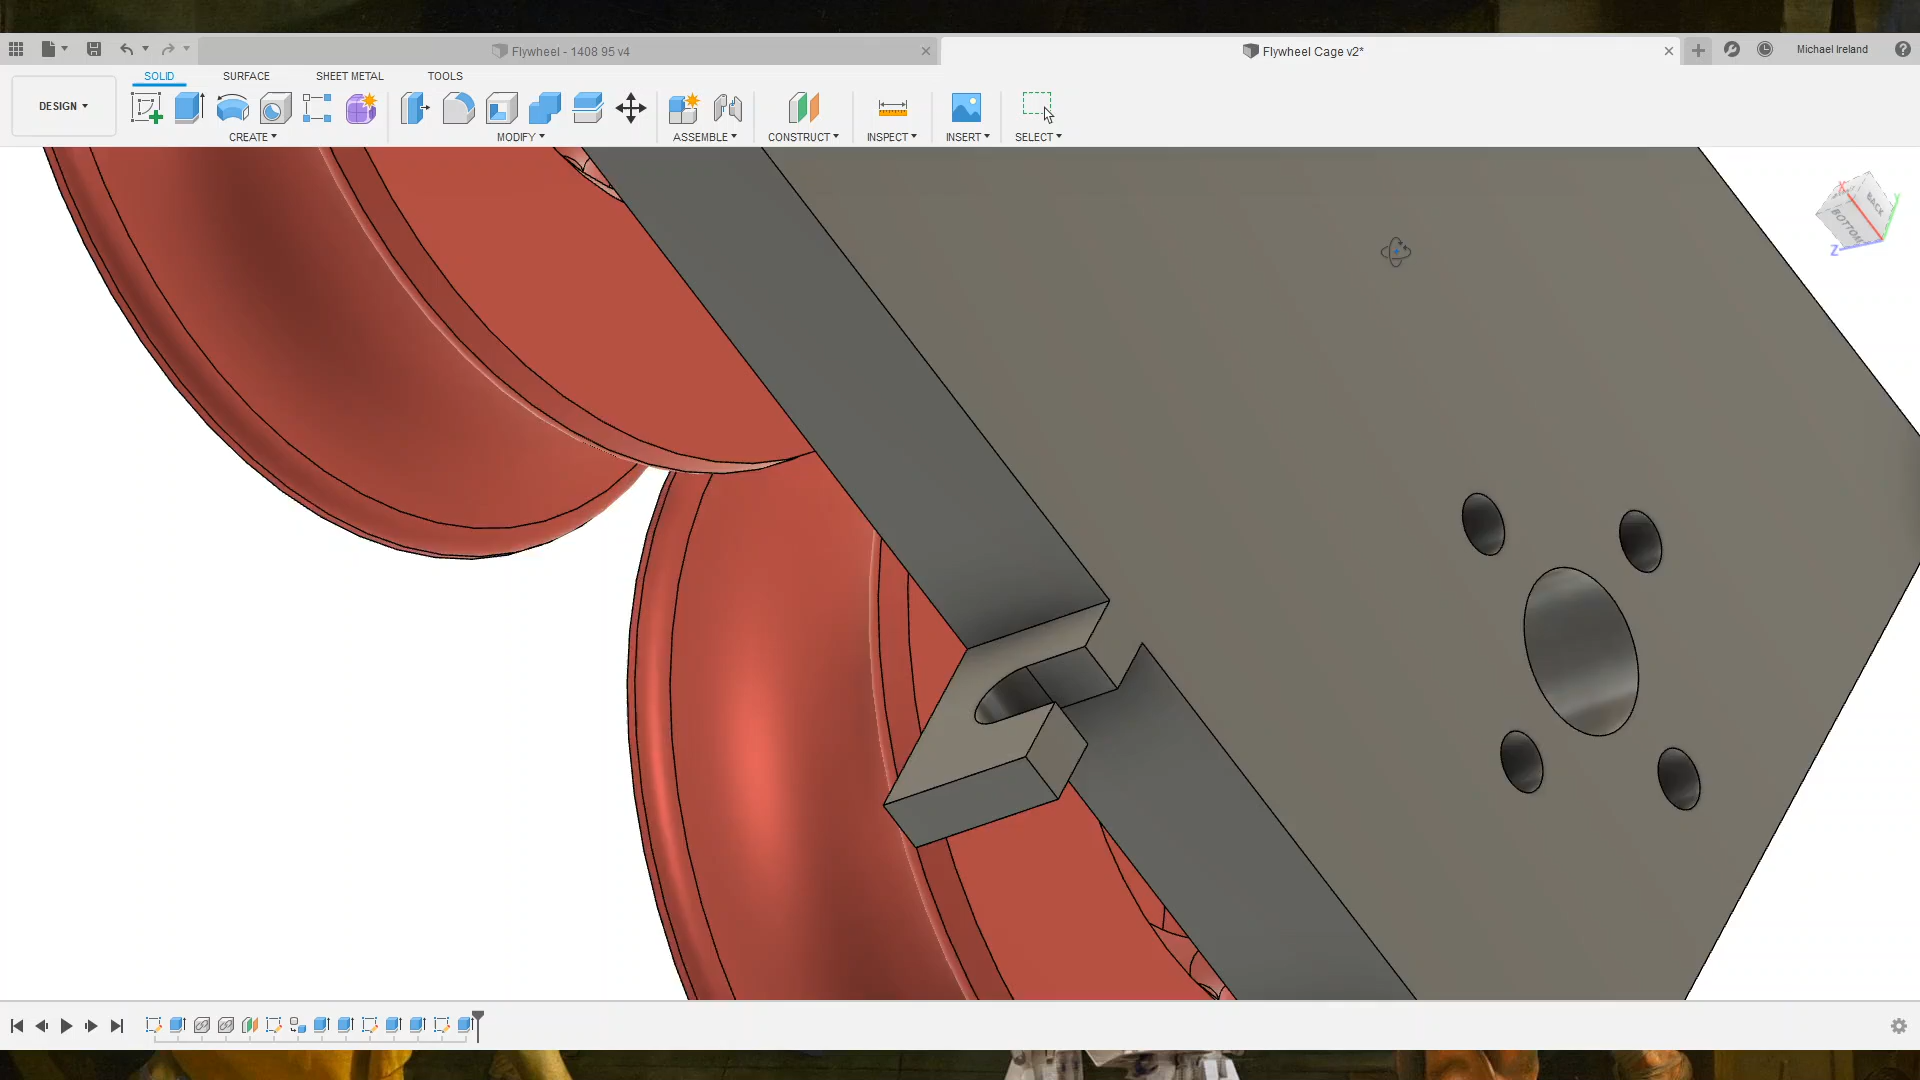 Flywheel - 1408 95 v4
Flywheel Cage v2*
Michael Ireland
SOLID
SURFACE
SHEET METAL
TOOLS
DESIGN
CREATE
MODIFY
ASSEMBLE
CONSTRUCT
INSPECT
INSERT
SELECT
X
Y
BACK
BOTTOM
Z